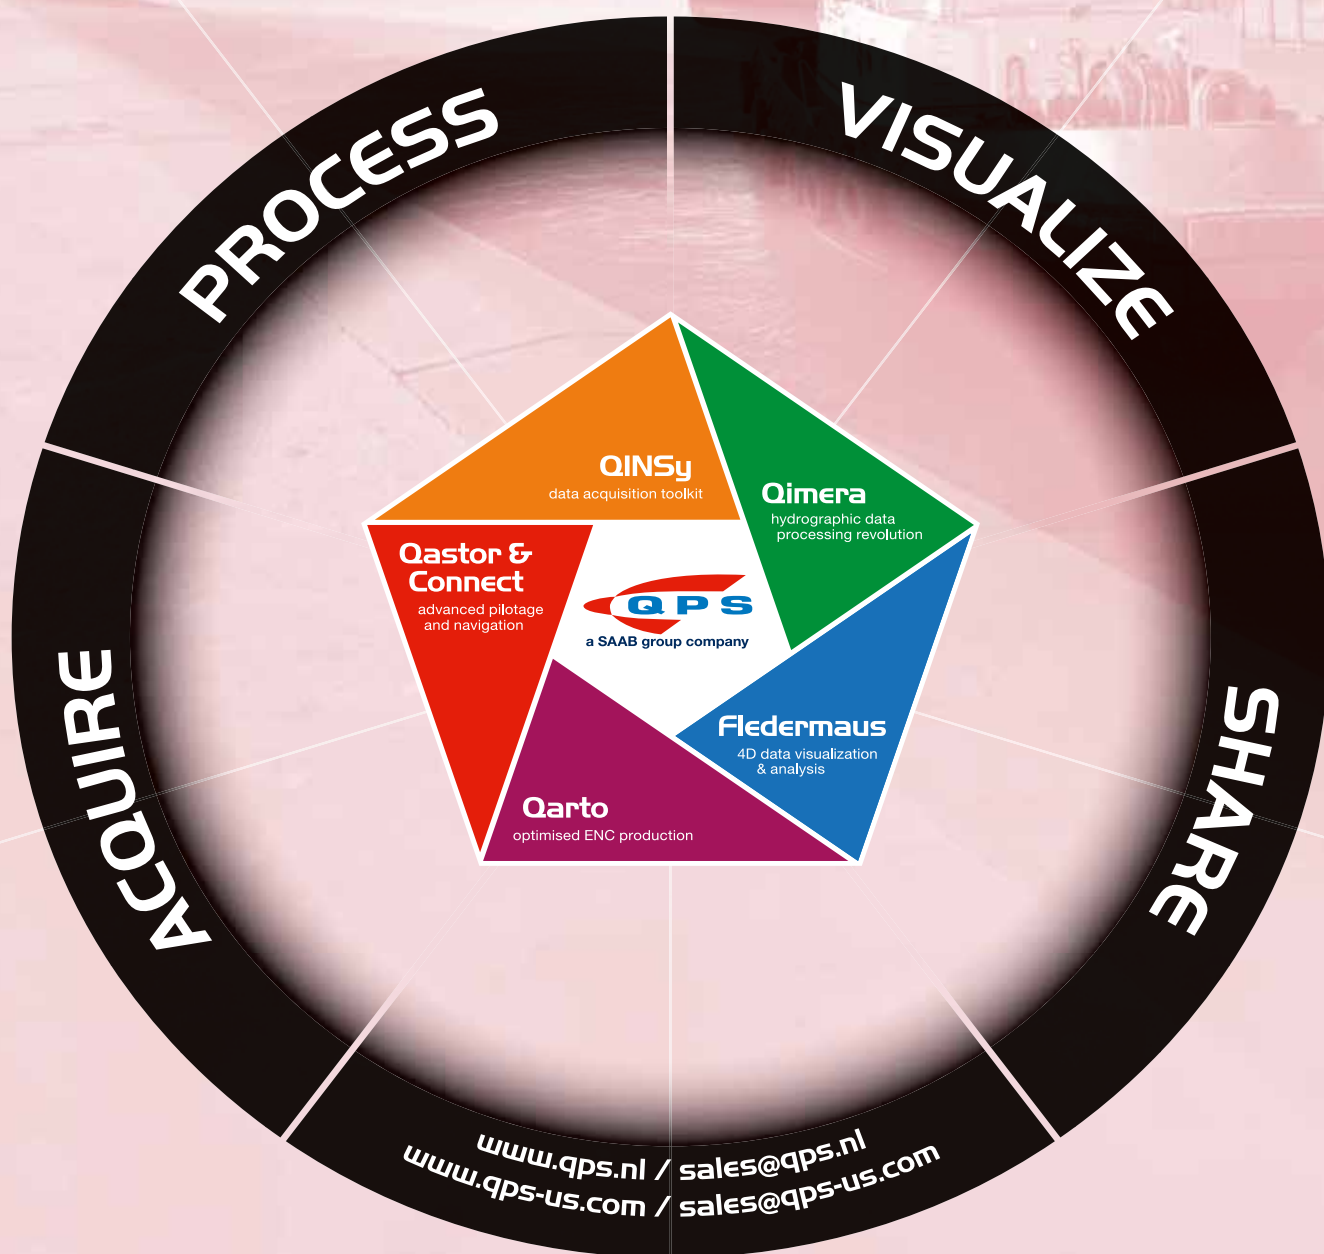 PROCESS
VISUALIZE
ACQUIRE
SHARE
QINSy
data acquisition toolkit
Qimera
hydrographic data
processing revolution
Qastor &
Connect
advanced pilotage
and navigation
QPS
a SAAB group company
Fledermaus
4D data visualization
& analysis
Qarto
optimised ENC production
www.qps.nl / sales@qps.nl
www.qps-us.com / sales@qps-us.com